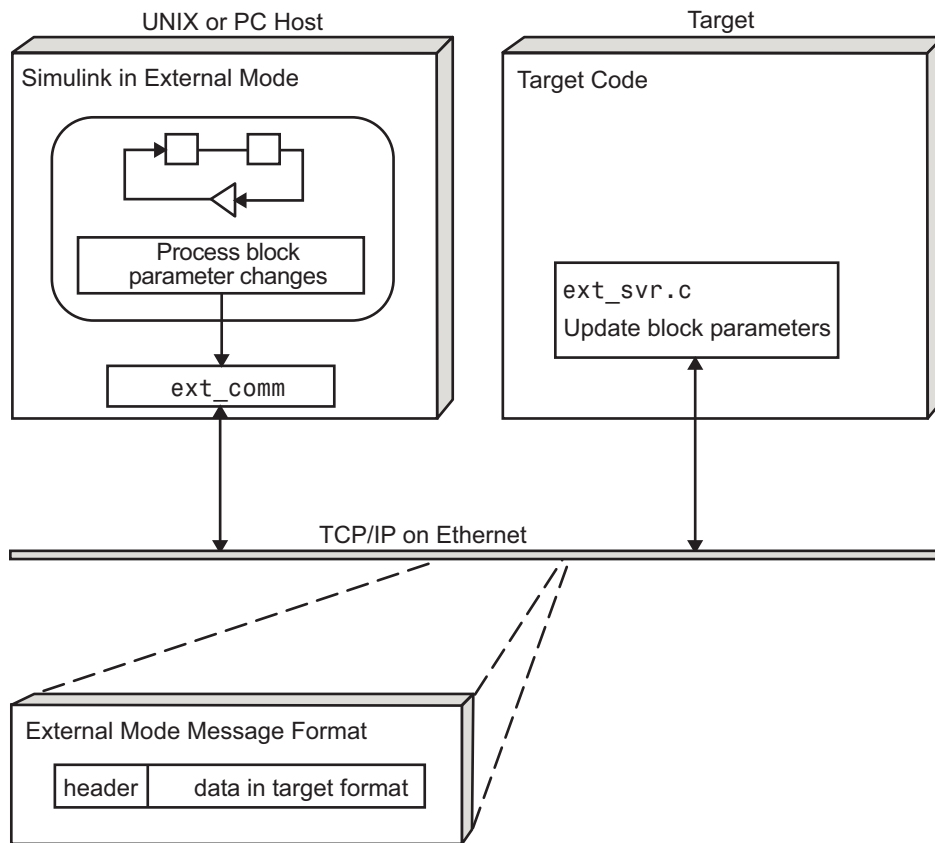 UNIX or PC Host
Simulink in External Mode
Process block
parameter changes
ext_comm
Target
Target Code
ext_svr.c
Update block parameters
TCP/IP on Ethernet
External Mode Message Format
header
data in target format